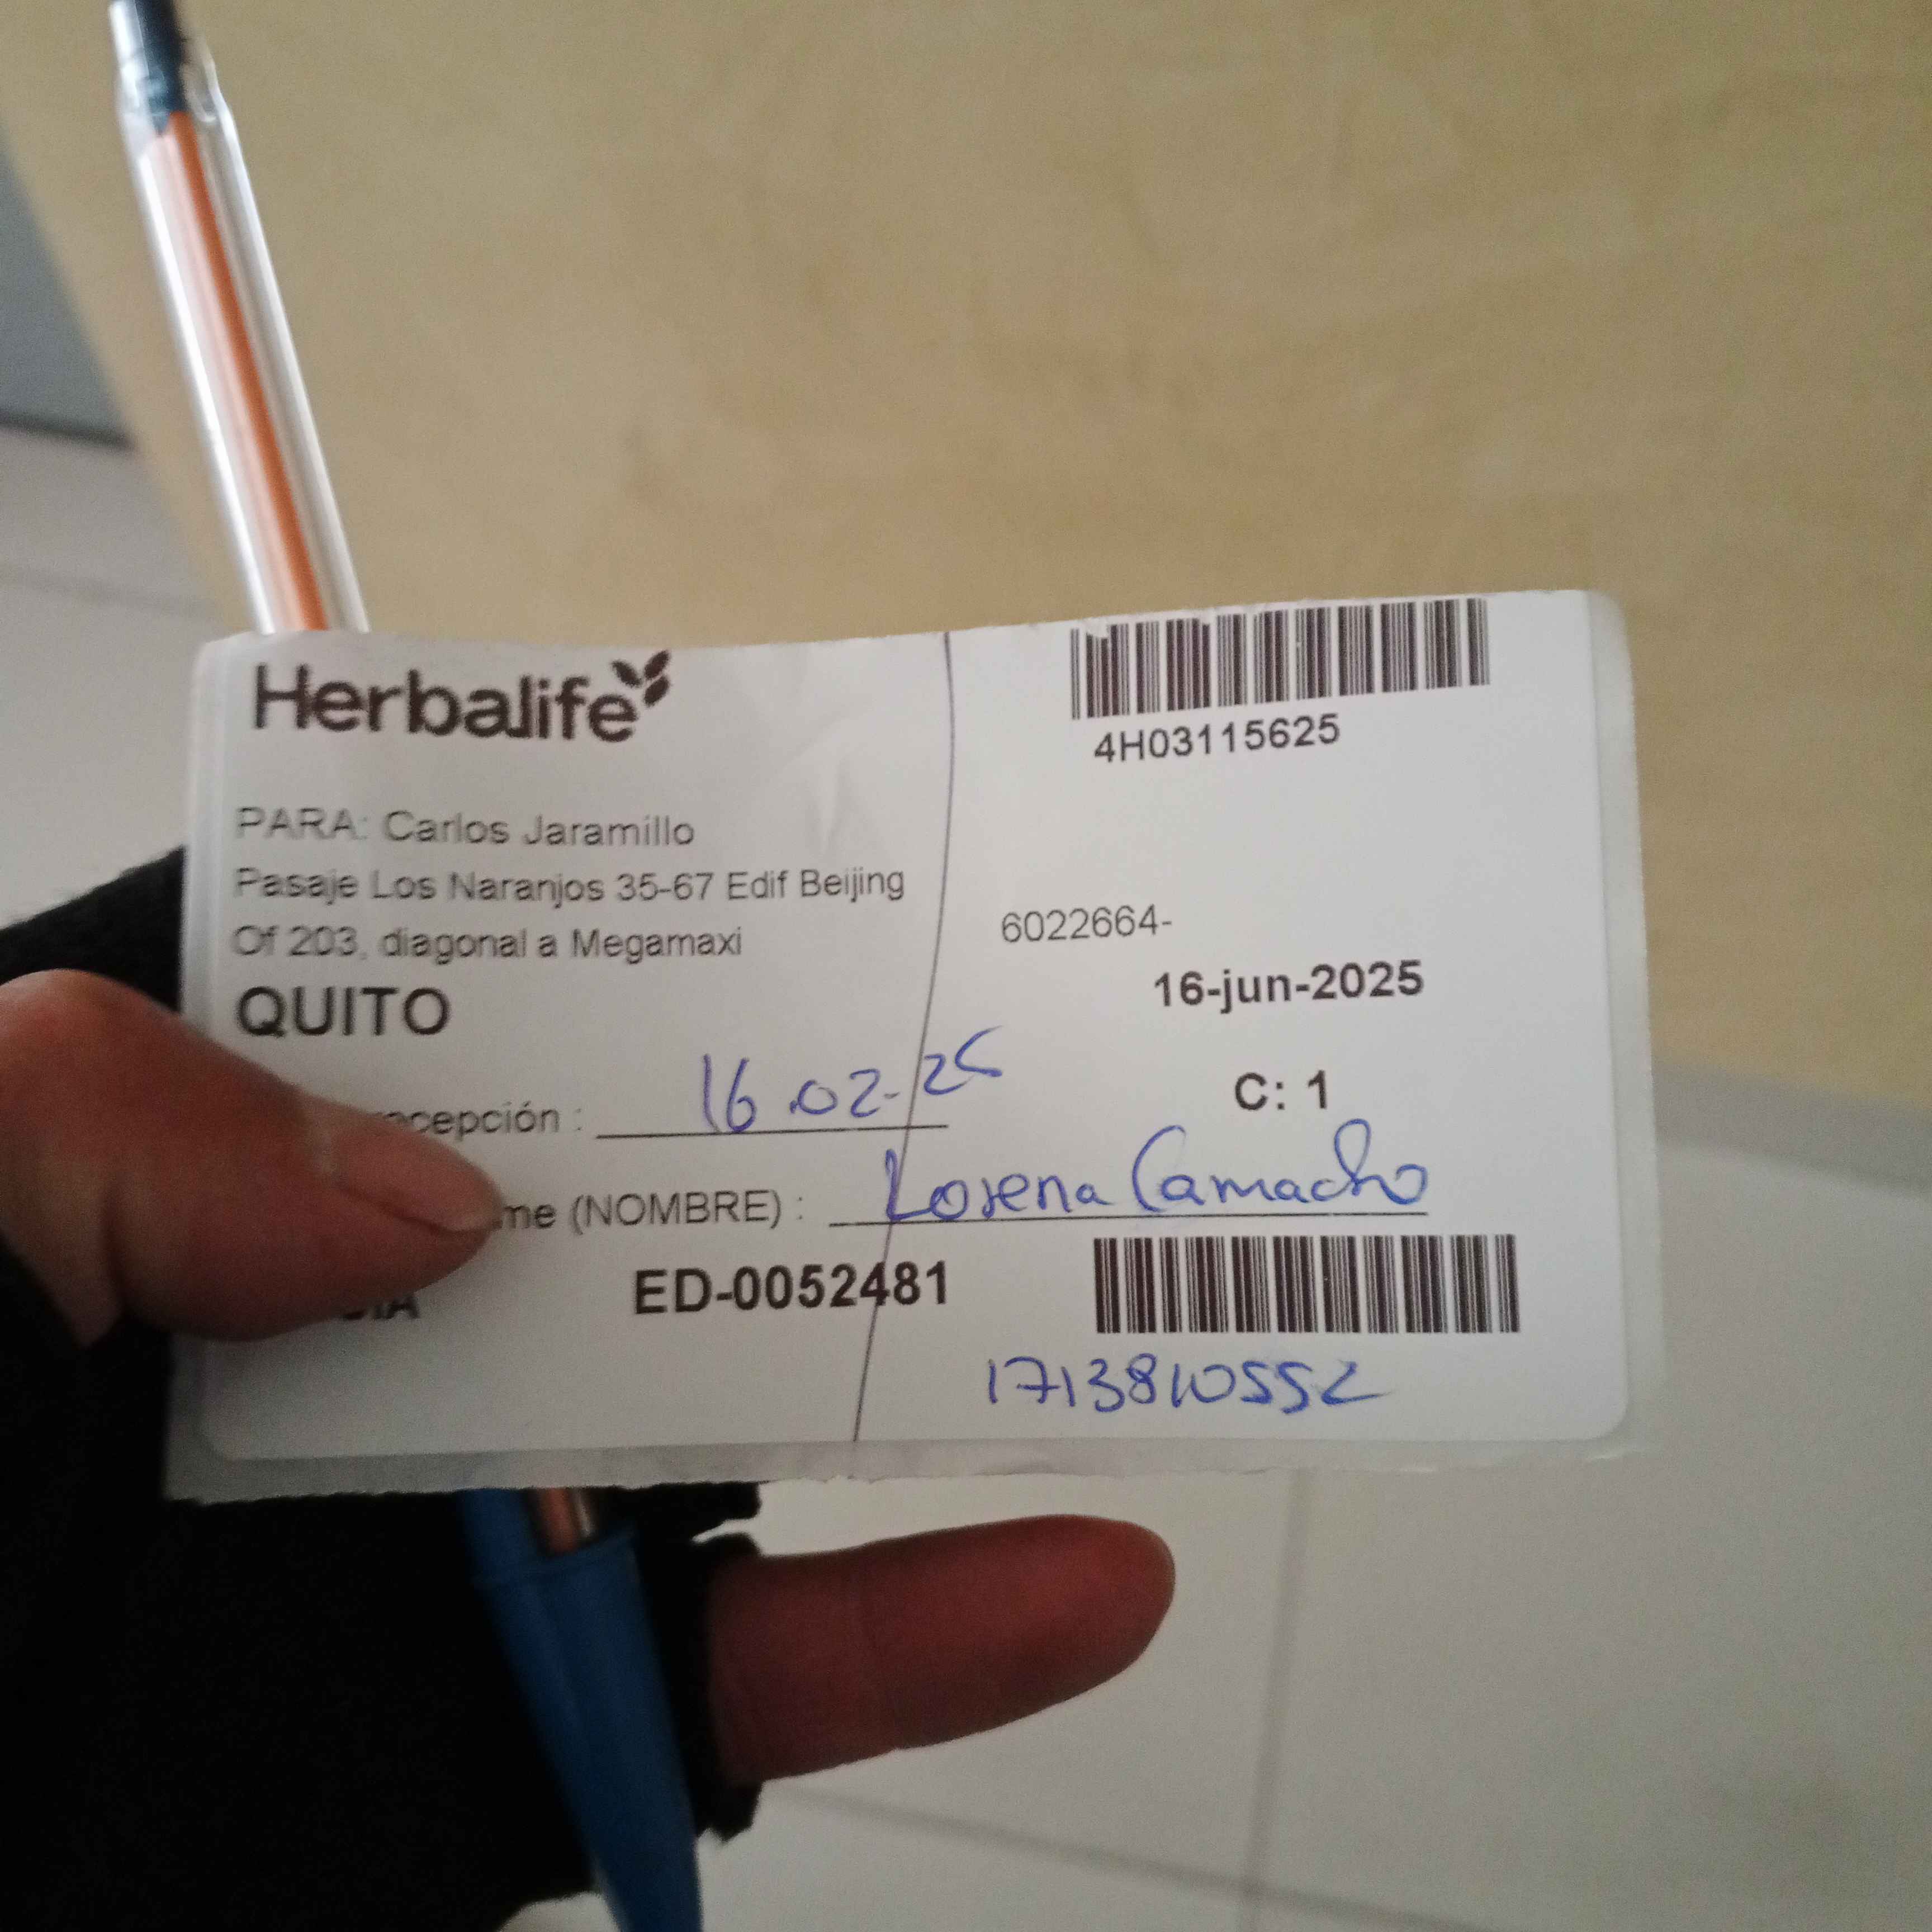 Herbalife
4H03115625
PARA: Carlos Jaramillo
Pasaje Los Naranjos 35-67 Edif Beijing
Of 203, diagonal a Megamaxi
6022664-
QUITO
16-jun-2025
ecepción : 16.02-25
C: 1
me (NOMBRE) : Lorena Camacho
ED-0052481
1713810552